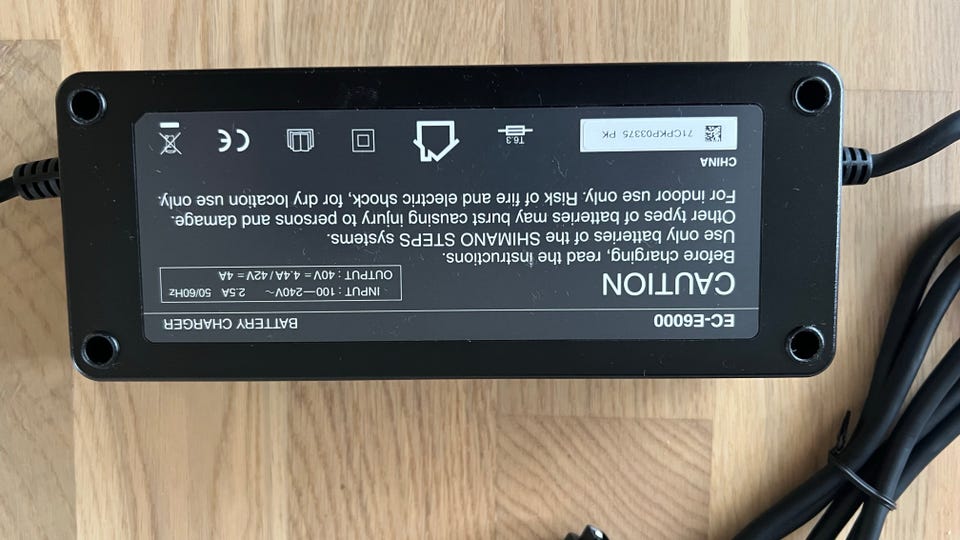 EC-E6000
BATTERY CHARGER
CAUTION
INPUT : 100—240V～ 2.5A 50/60Hz
OUTPUT : 40V⎓ 4.4A / 42V⎓ 4A
Before charging, read the instructions.
Use only batteries of the SHIMANO STEPS systems.
Other types of batteries may burst causing injury to persons and damage.
For indoor use only. Risk of fire and electric shock, for dry location use only.
CHINA
71CPKP03375 PK
T6.3
CE